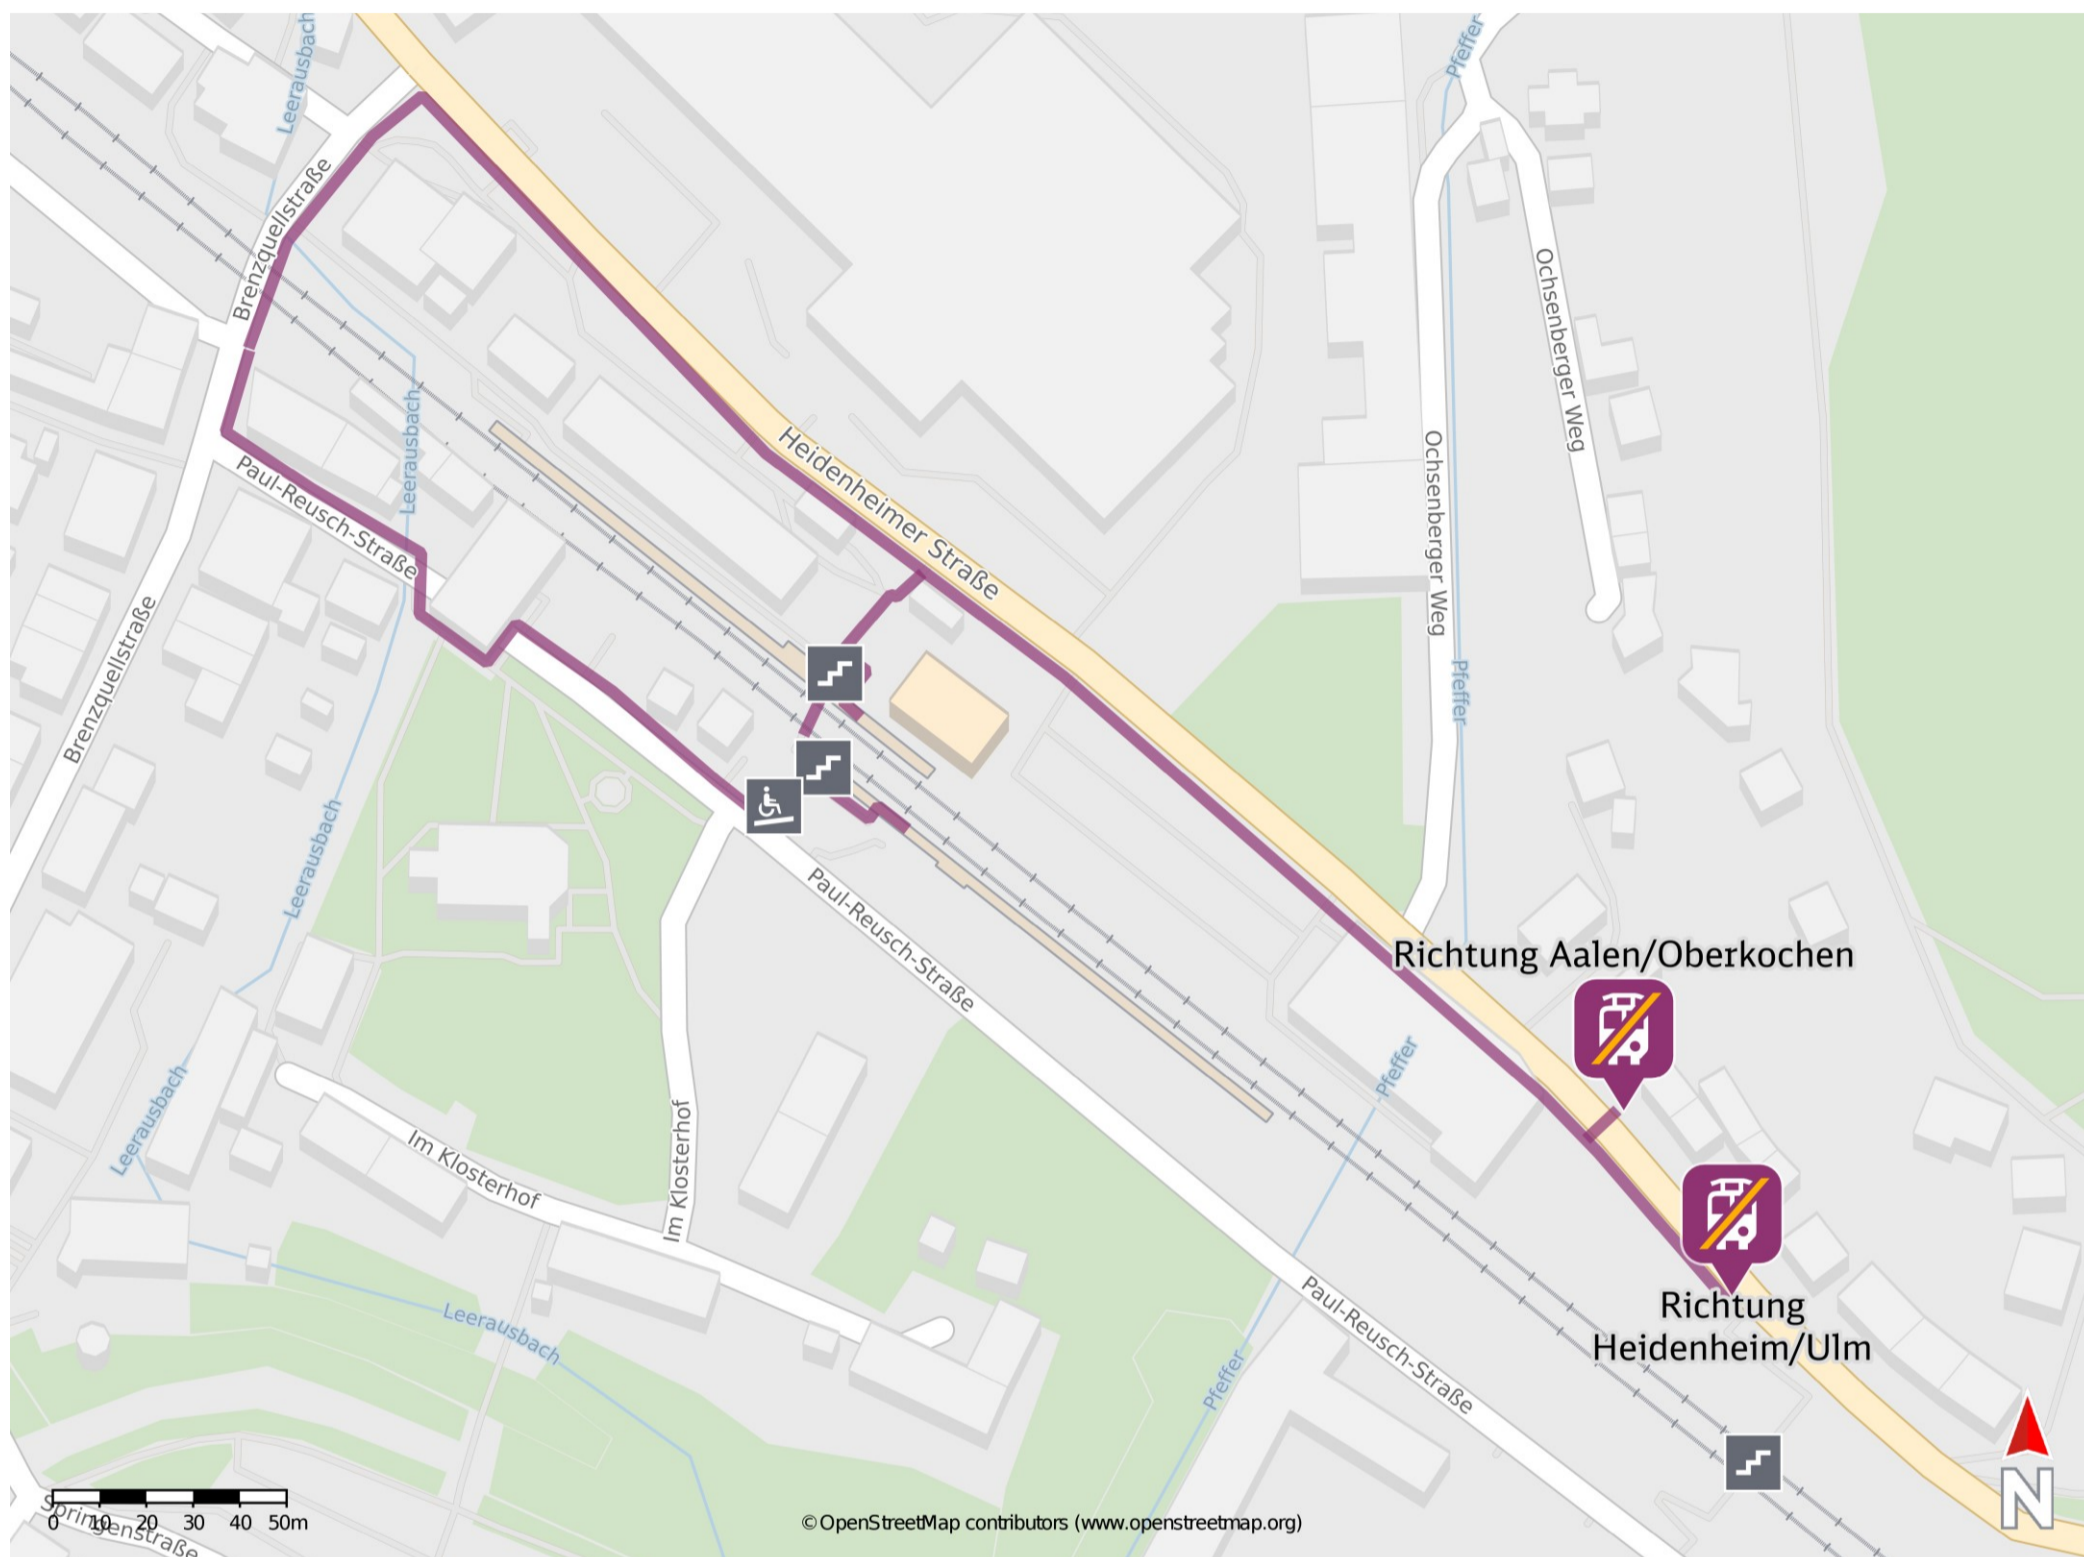 Leerausbach
Pfeffer
Brenzquellstraße
Ochsenberger Weg
Leerausbach
Heidenheimer Straße
Ochsenberger Weg
Paul-Reusch-Straße
Brenzquellstraße
Pfeffer
Leerausbach
Paul-Reusch-Straße
Richtung Aalen/Oberkochen
Leerausbach
Pfeffer
Im Klosterhof
Im Klosterhof
Richtung
Heidenheim/Ulm
Leerausbach
Pfeffer
Paul-Reusch-Straße
N
0 10 20 30 40 50m
Springenstraße
© OpenStreetMap contributors (www.openstreetmap.org)